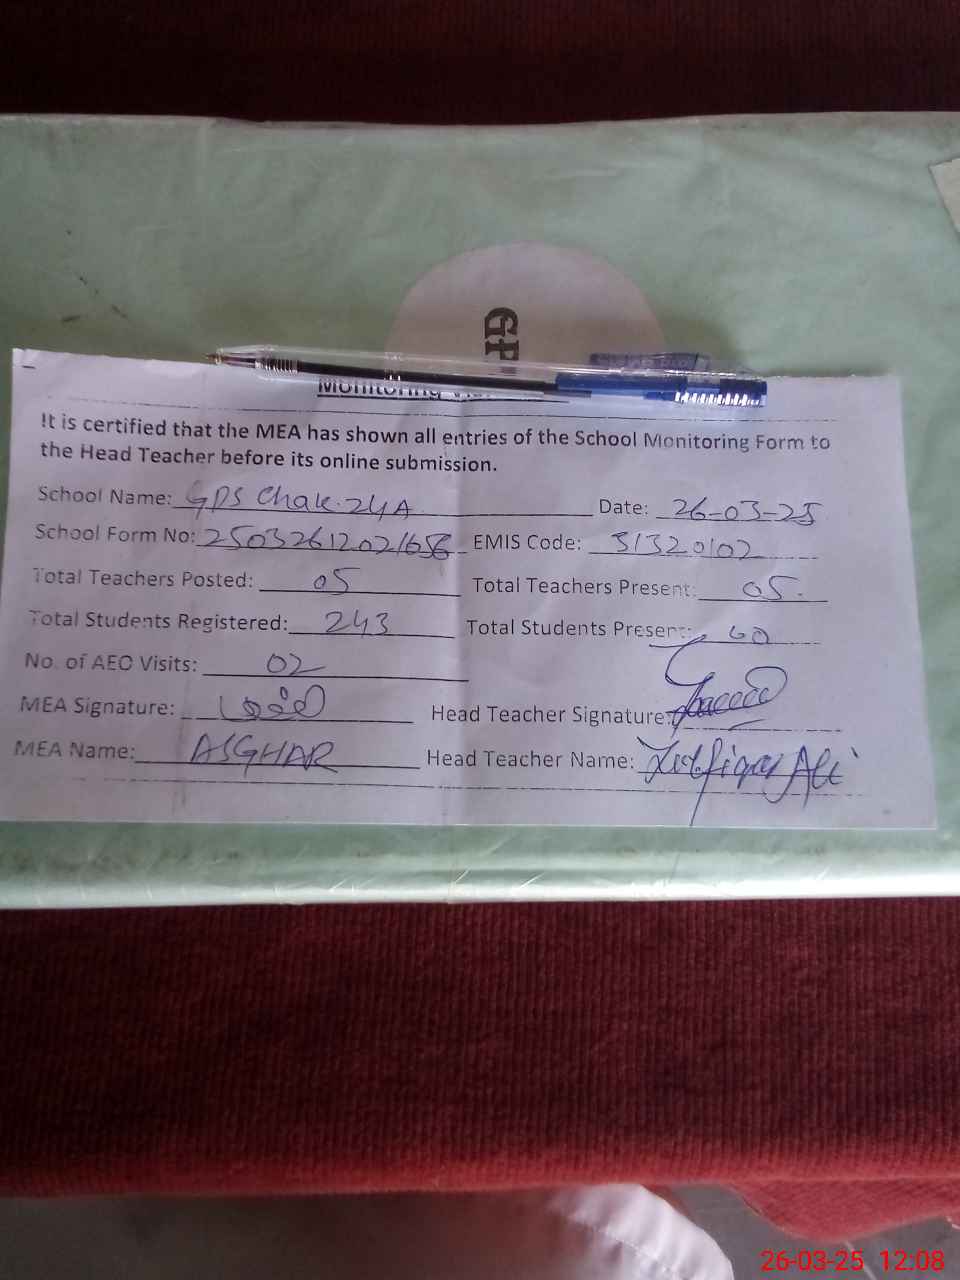 GP
Monitoring
It is certified that the MEA has shown all entries of the School Monitoring Form to
the Head Teacher before its online submission.
School Name: GPS Chak. 24A Date: 26-03-25
School Form No: 25032612021656 EMIS Code: 31320102
Total Teachers Posted: 05 Total Teachers Present: 05.
Total Students Registered: 243 Total Students Present: 60
No. of AEO Visits: 02
MEA Signature: Head Teacher Signature:
MEA Name: ASGHAR Head Teacher Name: Zulfiqar Ali
26-03-25 12:08